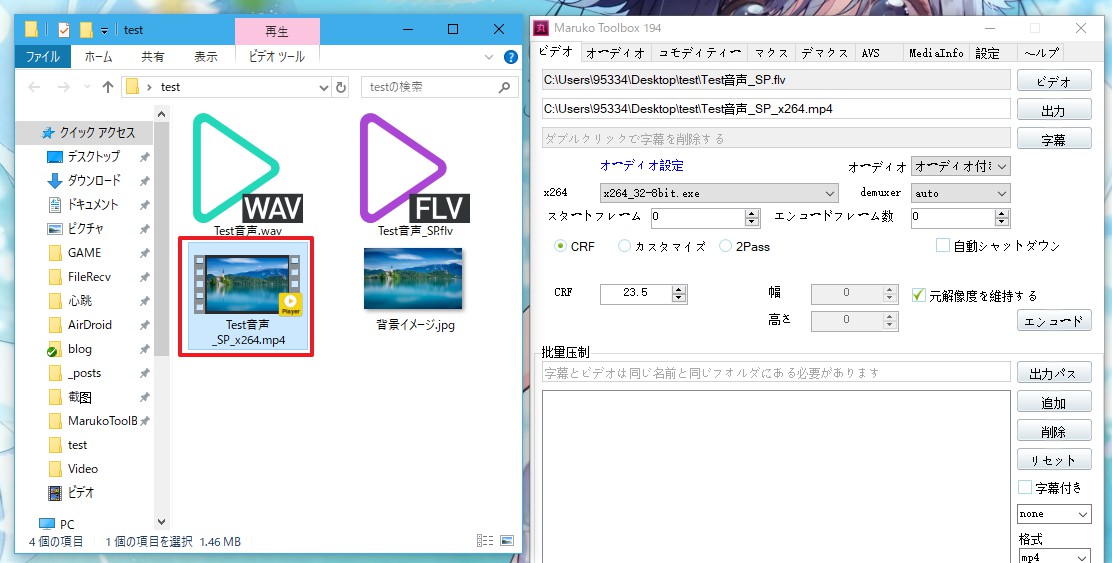 test
再生
ファイル
ホーム
共有
表示
ビデオ ツール
test
testの検索
クイック アクセス
デスクトップ
ダウンロード
ドキュメント
ピクチャ
GAME
FileRecv
心跳
AirDroid
blog
_posts
截图
MarukoToolB
test
Video
ビデオ
PC
WAV
Test音声.wav
FLV
Test音声_SP.flv
Player
Test音声
_SP_x264.mp4
背景イメージ.jpg
4 個の項目
1 個の項目を選択 1.46 MB
丸
Maruko Toolbox 194
ビデオ
オーディオ
コモディティー
マクス
デマクス
AVS
MediaInfo
設定
ヘルプ
C:\Users\95334\Desktop\test\Test音声_SP.flv
ビデオ
C:\Users\95334\Desktop\test\Test音声_SP_x264.mp4
出力
ダブルクリックで字幕を削除する
字幕
オーディオ設定
オーディオ
オーディオ付き
x264
x264_32-8bit.exe
demuxer
auto
スタートフレーム
0
エンコードフレーム数
0
CRF
カスタマイズ
2Pass
自動シャットダウン
CRF
23.5
幅
0
元解像度を維持する
高さ
0
エンコード
批量圧制
字幕とビデオは同じ名前と同じフォルダにある必要があります
出力パス
追加
削除
リセット
字幕付き
none
格式
mp4